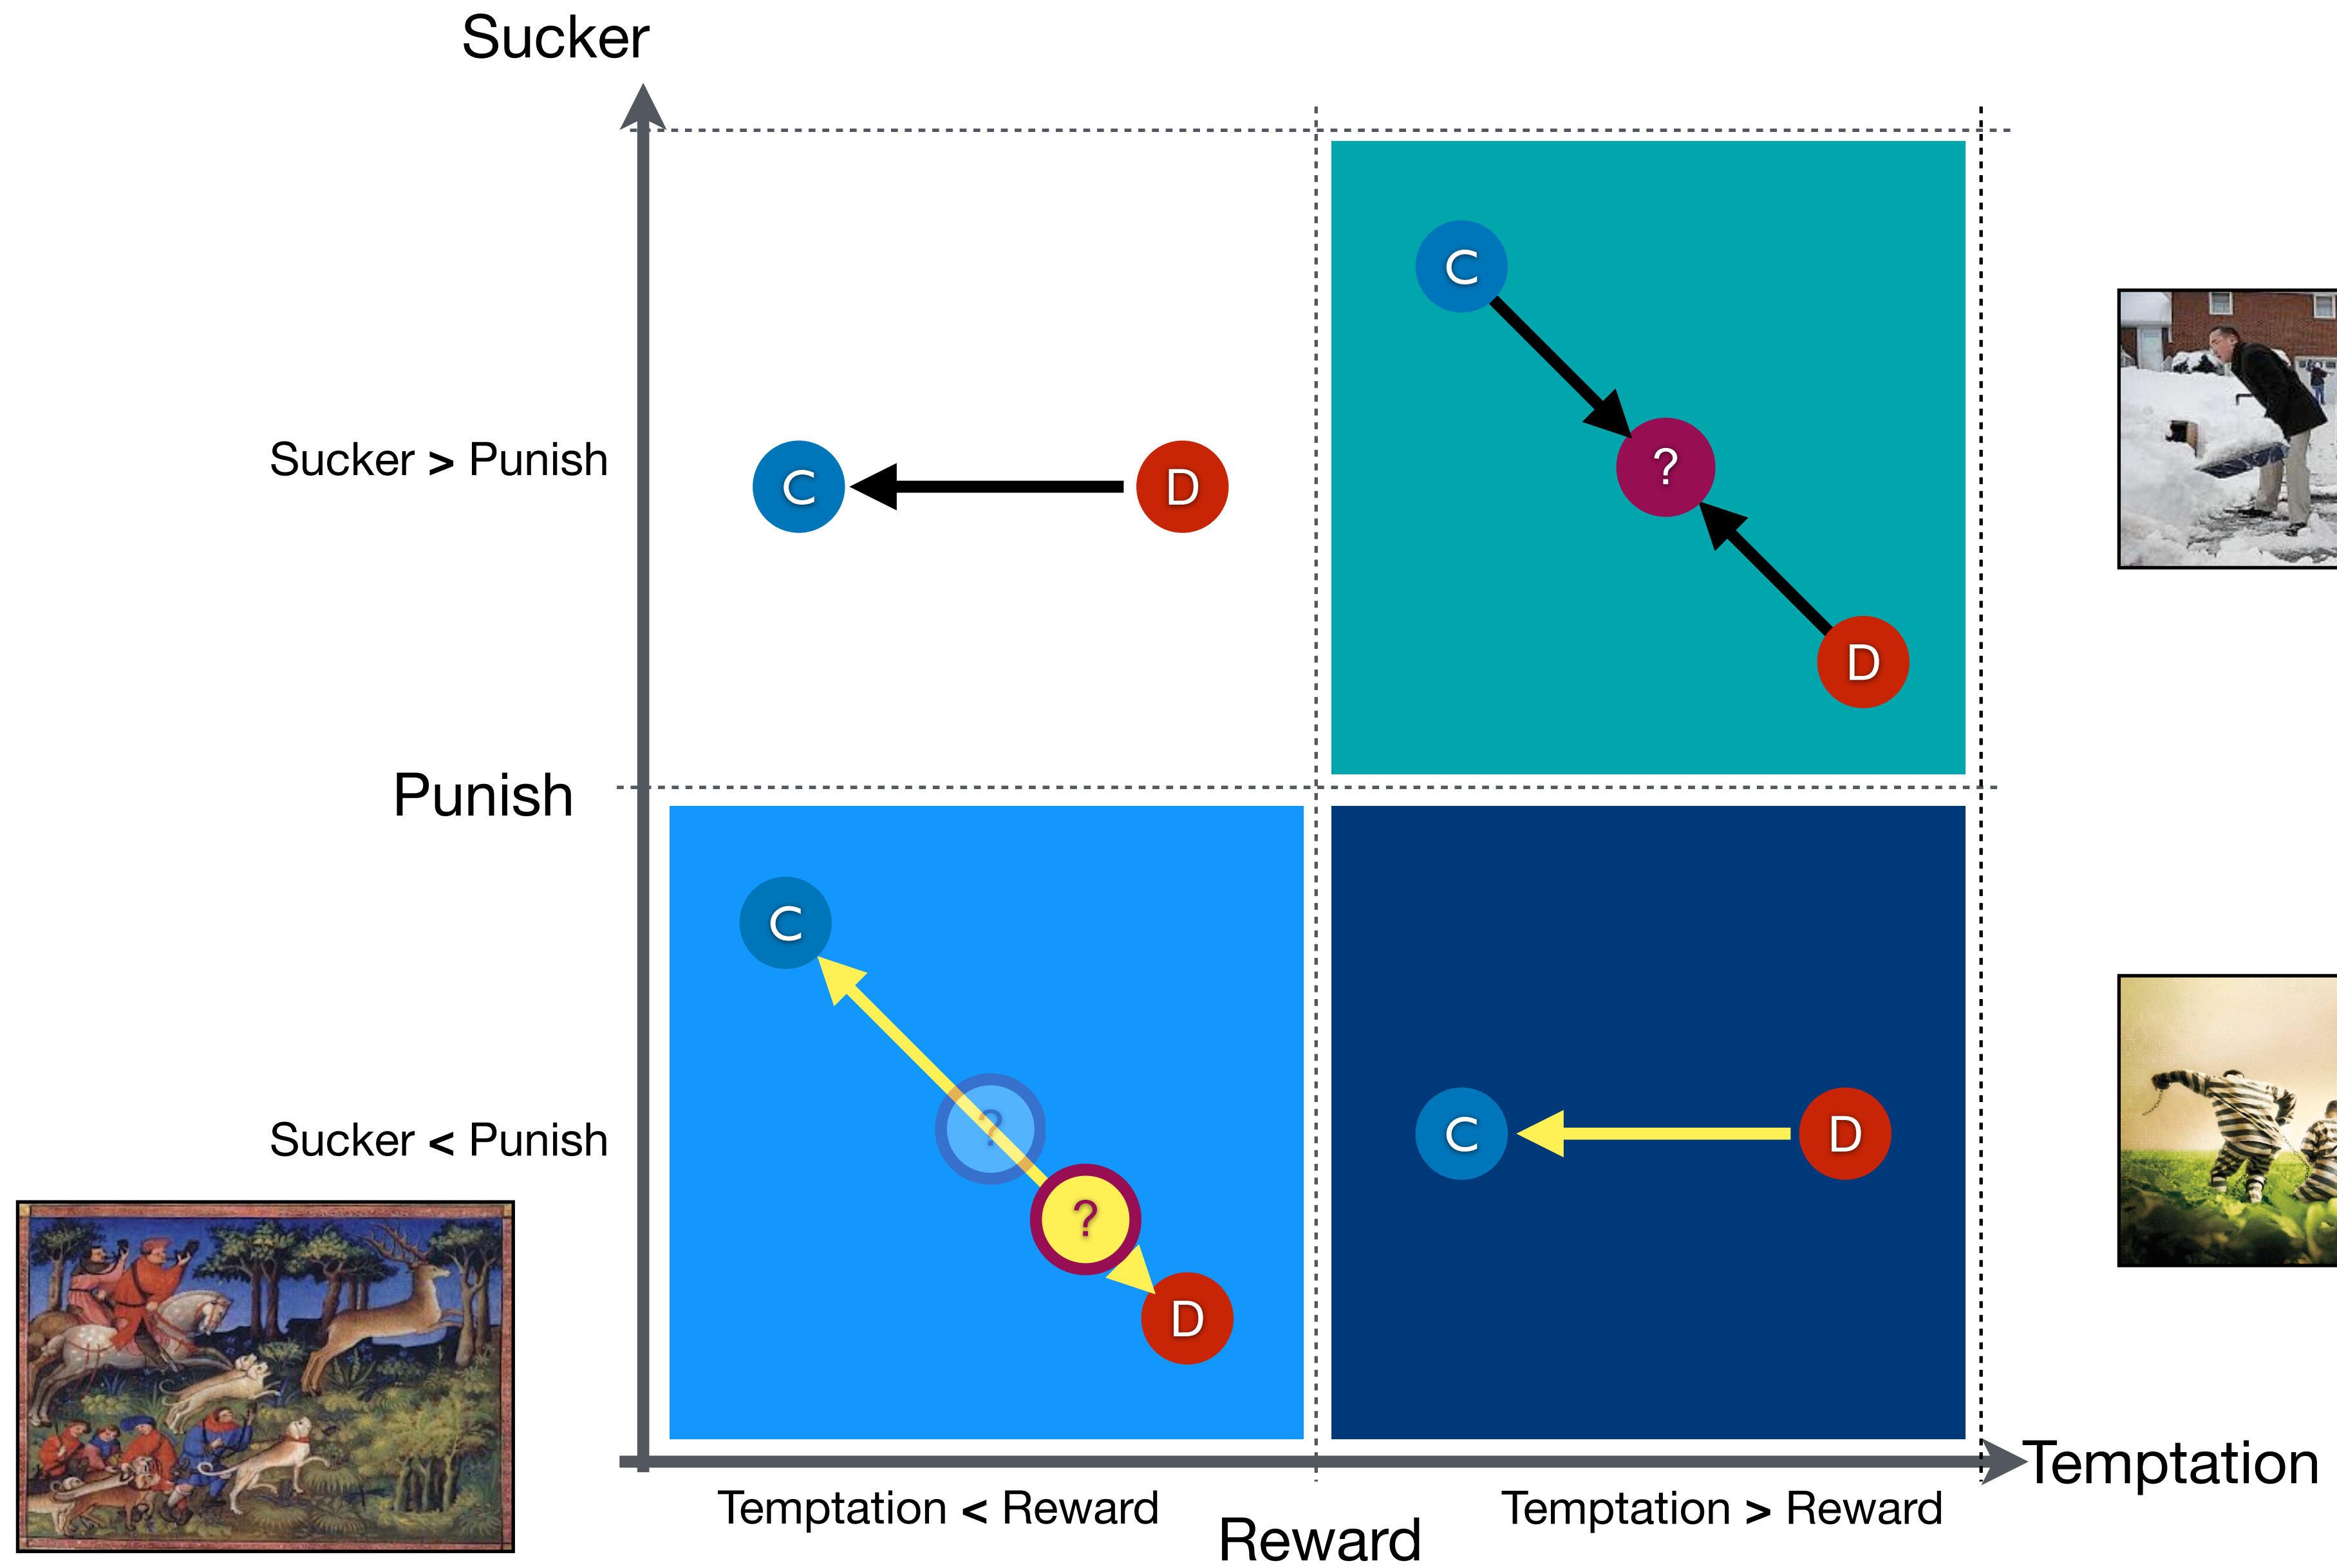 Sucker
C
?
D
Sucker > Punish
C
D
Punish
C
?
?
D
C
D
Sucker < Punish
Temptation
Temptation < Reward
Temptation > Reward
Reward